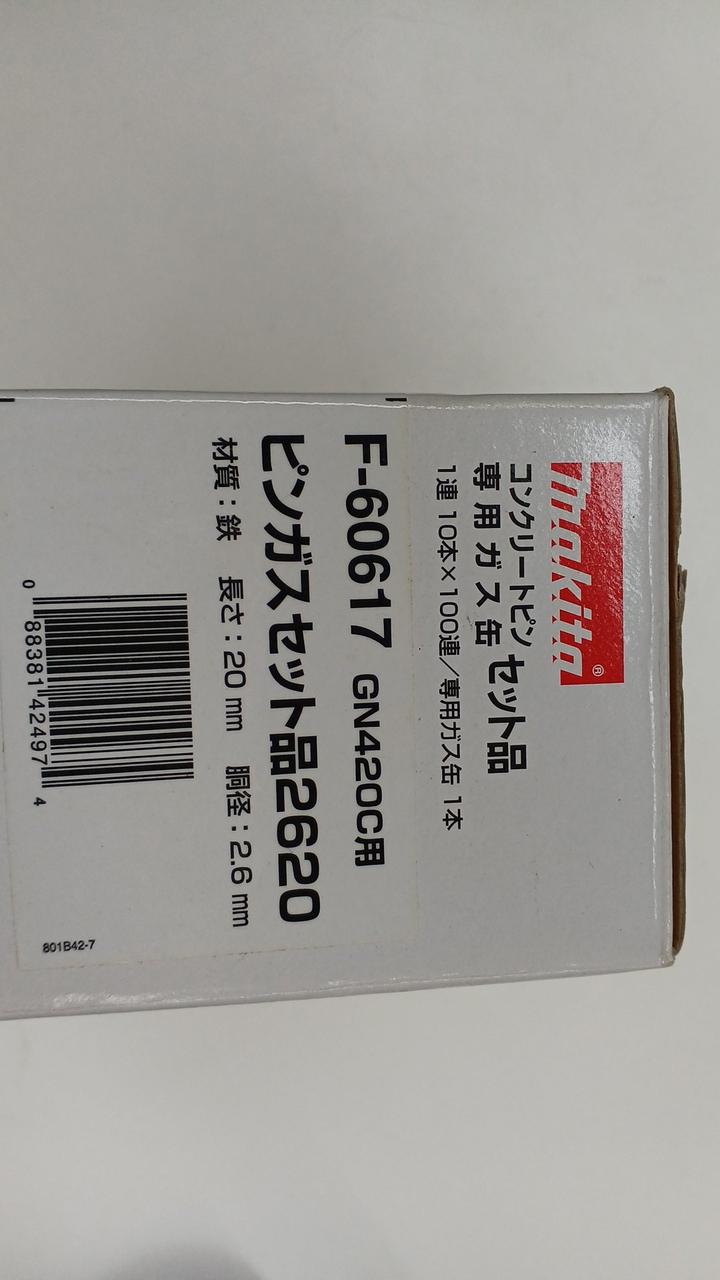 makita®
コンクリートピン
専用ガス缶 セット品
1連 10本×100連/専用ガス缶 1本
F-60617 GN420C用
ピンガスセット品2620
材質:鉄 長さ:20 mm 胴径:2.6 mm
0 88381 42497 4
801B42-7